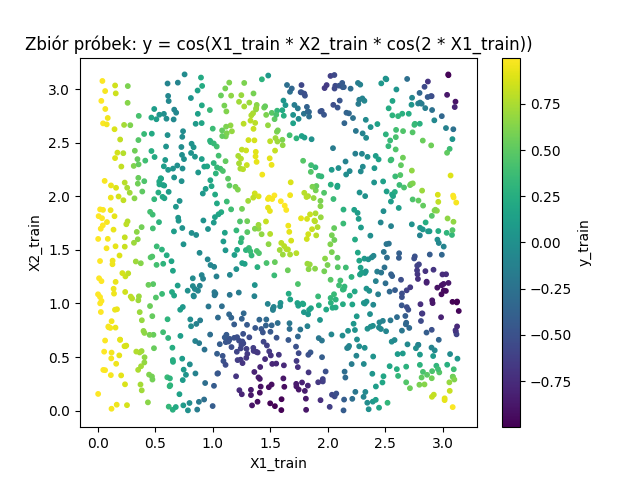 Zbiór próbek: y = cos(X1_train * X2_train * cos(2 * X1_train))
3.0
2.5
2.0
1.5
1.0
0.5
0.0
X2_train
0.0 0.5 1.0 1.5 2.0 2.5 3.0
X1_train
0.75
0.50
0.25
0.00
−0.25
−0.50
−0.75
y_train